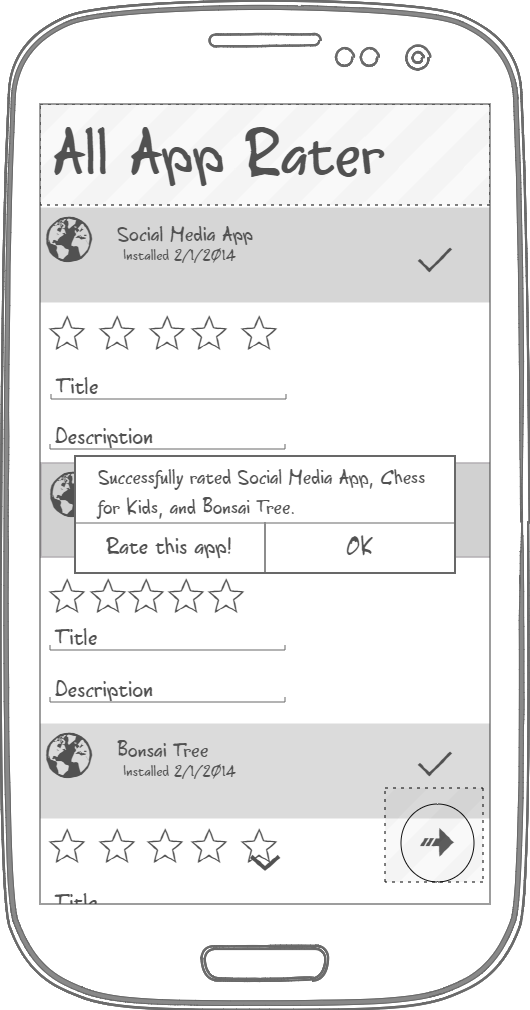 All App Rater
Social Media App
Installed 2/1/2014
Title
Description
Successfully rated Social Media App, Chess
for Kids, and Bonsai Tree.
Rate this app!
OK
Title
Description
Bonsai Tree
Installed 2/1/2014
Title